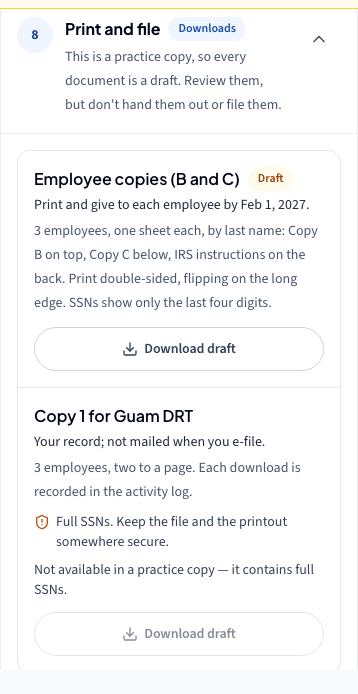 8
Print and file Downloads
This is a practice copy, so every
document is a draft. Review them,
but don't hand them out or file them.
Employee copies (B and C) Draft
Print and give to each employee by Feb 1, 2027.
3 employees, one sheet each, by last name: Copy
B on top, Copy C below, IRS instructions on the
back. Print double-sided, flipping on the long
edge. SSNs show only the last four digits.
Download draft
Copy 1 for Guam DRT
Your record; not mailed when you e-file.
3 employees, two to a page. Each download is
recorded in the activity log.
Full SSNs. Keep the file and the printout
somewhere secure.
Not available in a practice copy — it contains full
SSNs.
Download draft